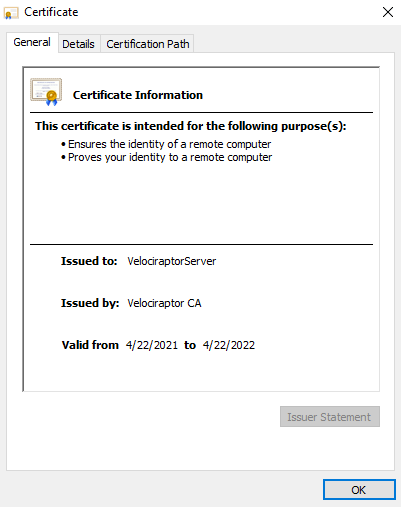 Certificate
General Details Certification Path
Certificate Information
This certificate is intended for the following purpose(s):
• Ensures the identity of a remote computer
• Proves your identity to a remote computer
Issued to: VelociraptorServer
Issued by: Velociraptor CA
Valid from 4/22/2021 to 4/22/2022
Issuer Statement
OK